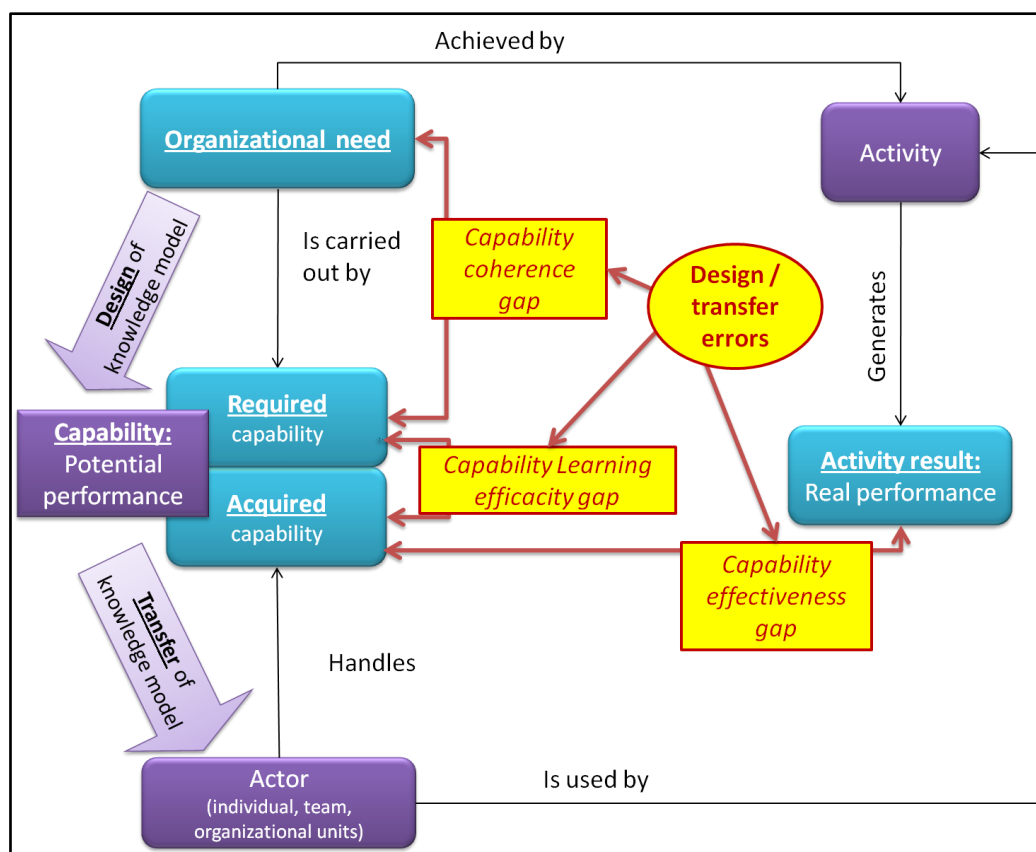 Achieved by
Organizational need
Activity
Design of
knowledge model
Is carried
out by
Capability
coherence
gap
Design /
transfer
errors
Generates
Required
capability
Capability:
Potential
performance
Capability Learning
efficacity gap
Activity result:
Real performance
Acquired
capability
Capability
effectiveness
gap
Transfer of
knowledge model
Handles
Actor
(individual, team,
organizational units)
Is used by